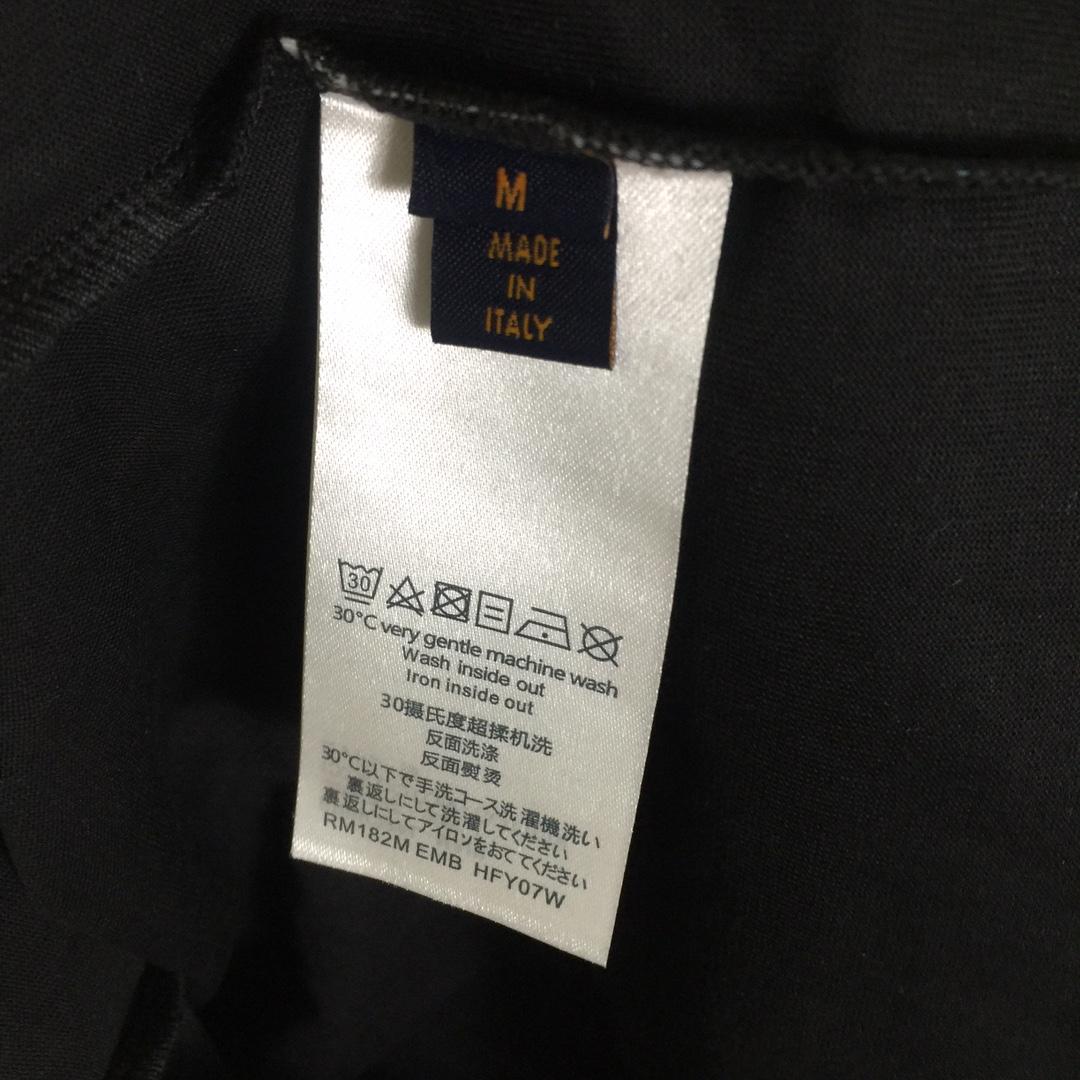 M
MADE
IN
ITALY
30
30°C very gentle machine wash
Wash inside out
Iron inside out
30摄氏度超揉机洗
反面洗涤
反面熨烫
30℃以下で手洗コース洗濯機洗い
裏返しにして洗濯してください
裏返しにしてアイロンをおててください
RM182M EMB HFY07W